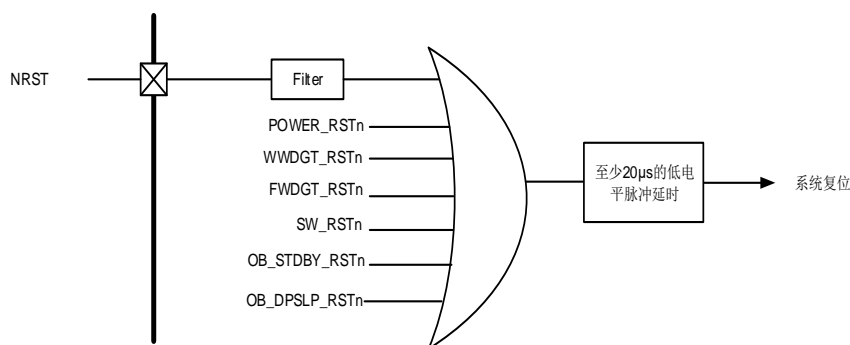 NRST
Filter
POWER_RSTn
WWDGT_RSTn
FWDGT_RSTn
SW_RSTn
OB_STDBY_RSTn
OB_DPSLP_RSTn
至少20μs的低电
平脉冲延时
系统复位